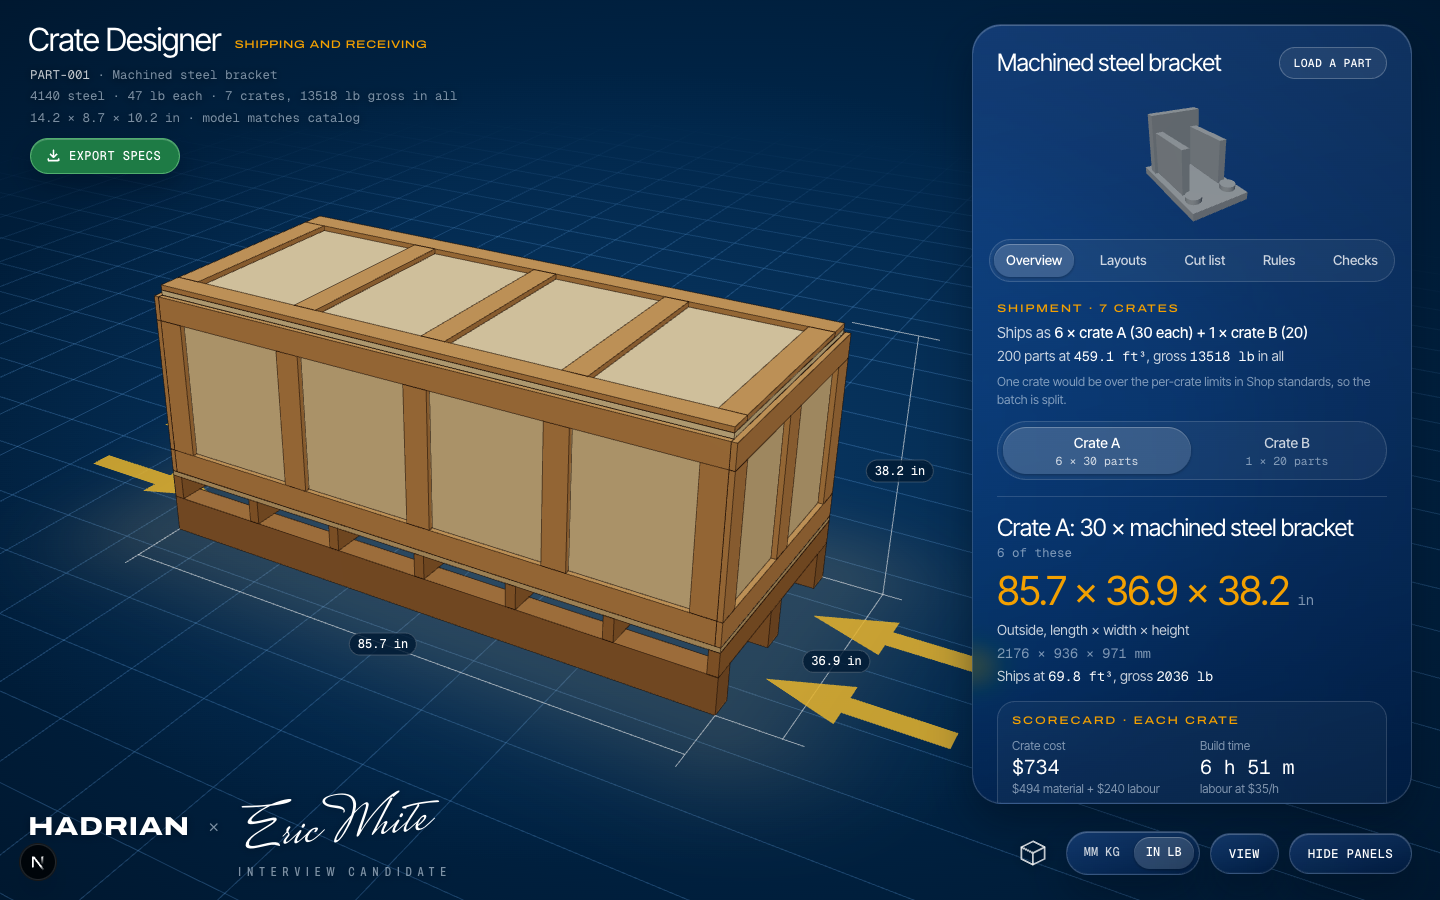 Crate Designer SHIPPING AND RECEIVING
PART-001 · Machined steel bracket
4140 steel · 47 lb each · 7 crates, 13518 lb gross in all
14.2 × 8.7 × 10.2 in · model matches catalog
EXPORT SPECS
38.2 in
85.7 in
36.9 in
HADRIAN × Eric White
INTERVIEW CANDIDATE
N
Machined steel bracket
LOAD A PART
Overview Layouts Cut list Rules Checks
SHIPMENT · 7 CRATES
Ships as 6 × crate A (30 each) + 1 × crate B (20)
200 parts at 459.1 ft³, gross 13518 lb in all
One crate would be over the per-crate limits in Shop standards, so the
batch is split.
Crate A Crate B
6 × 30 parts 1 × 20 parts
Crate A: 30 × machined steel bracket
6 of these
85.7 × 36.9 × 38.2 in
Outside, length × width × height
2176 × 936 × 971 mm
Ships at 69.8 ft³, gross 2036 lb
SCORECARD · EACH CRATE
Crate cost Build time
$734 6 h 51 m
$494 material + $240 labour labour at $35/h
MM KG IN LB VIEW HIDE PANELS